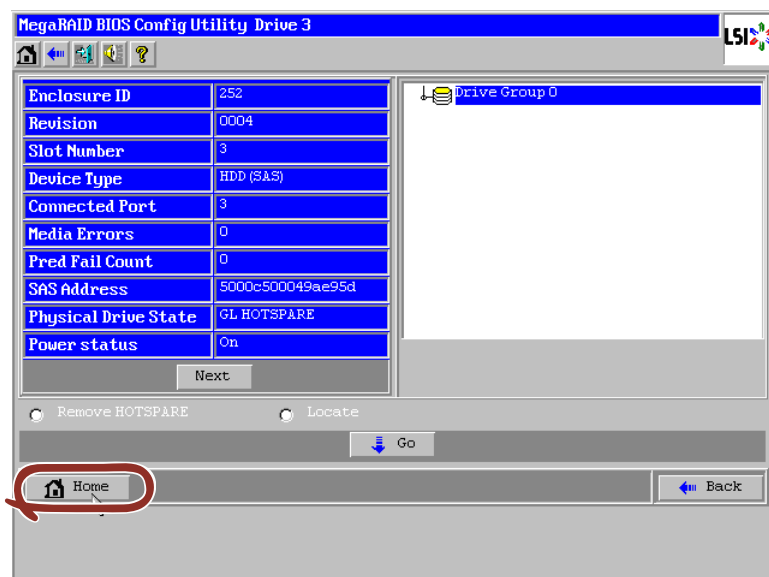 MegaRAID BIOS Config Utility Drive 3
LSI
Enclosure ID 252
Revision 0004
Slot Number 3
Device Type HDD (SAS)
Connected Port 3
Media Errors 0
Pred Fail Count 0
SAS Address 5000c500049ae95d
Physical Drive State GL HOTSPARE
Power status On
Next
Drive Group 0
Remove HOTSPARE Locate
Go
Home Back